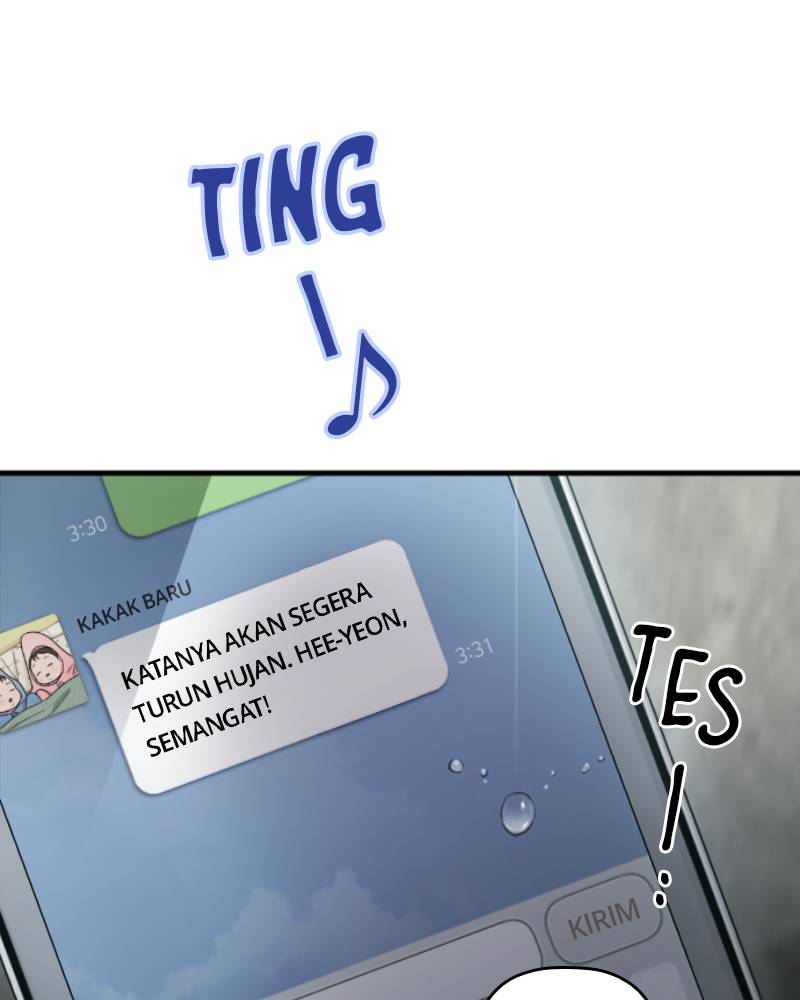 TING
3:30
KAKAK BARU
KATANYA AKAN SEGERA
TURUN HUJAN. HEE-YEON,
SEMANGAT!
3:31
TES
KIRIM